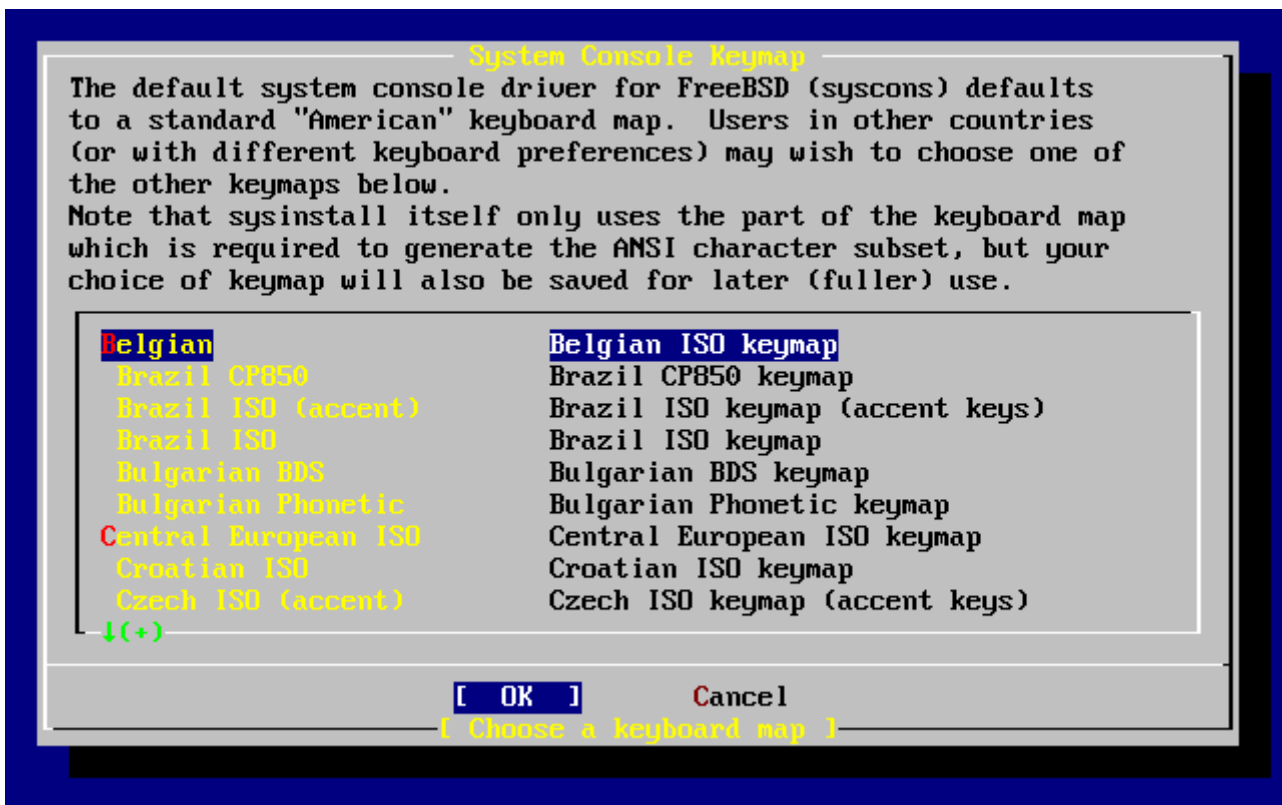 System Console Keymap
The default system console driver for FreeBSD (syscons) defaults
to a standard "American" keyboard map.  Users in other countries
(or with different keyboard preferences) may wish to choose one of
the other keymaps below.
Note that sysinstall itself only uses the part of the keyboard map
which is required to generate the ANSI character subset, but your
choice of keymap will also be saved for later (fuller) use.
Belgian Belgian ISO keymap
Brazil CP850 Brazil CP850 keymap
Brazil ISO (accent) Brazil ISO keymap (accent keys)
Brazil ISO Brazil ISO keymap
Bulgarian BDS Bulgarian BDS keymap
Bulgarian Phonetic Bulgarian Phonetic keymap
Central European ISO Central European ISO keymap
Croatian ISO Croatian ISO keymap
Czech ISO (accent) Czech ISO keymap (accent keys)
↓(+)
[ OK ] Cancel
[ Choose a keyboard map ]